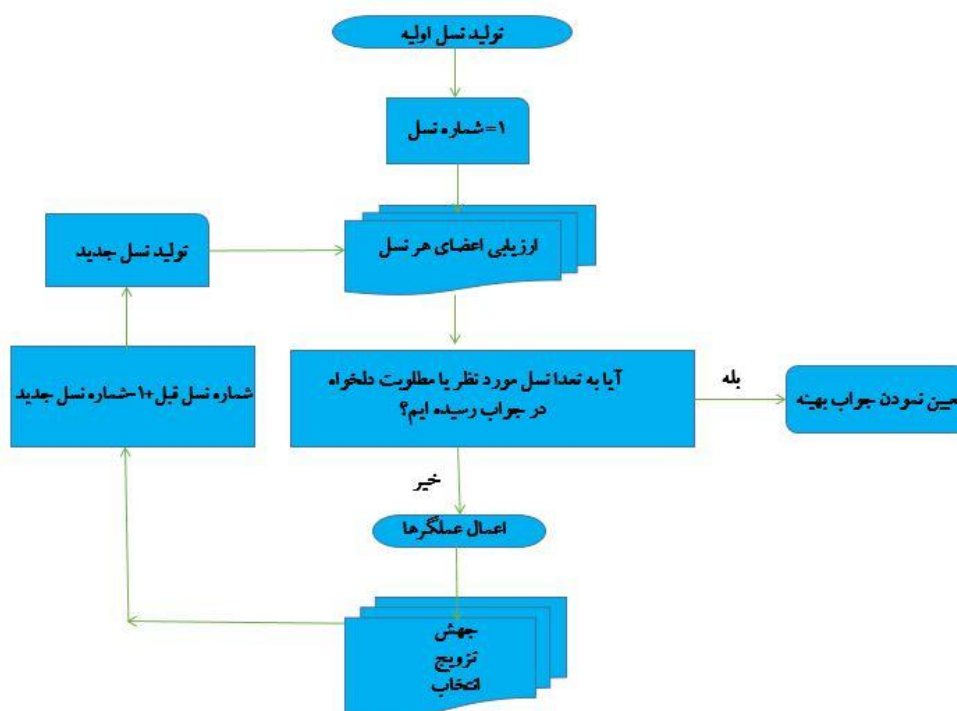 تولید نسل اولیه
۱=شماره نسل
ارزیابی اعضای هر نسل
تولید نسل جدید
آیا به تعدا نسل مورد نظر یا مطلوبیت دلخواه
در جواب رسیده ایم؟
بله
تعیین نمودن جواب بهینه
شماره نسل قبل+۱=شماره نسل جدید
خیر
اعمال عملگرها
جهش
تزویج
انتخاب